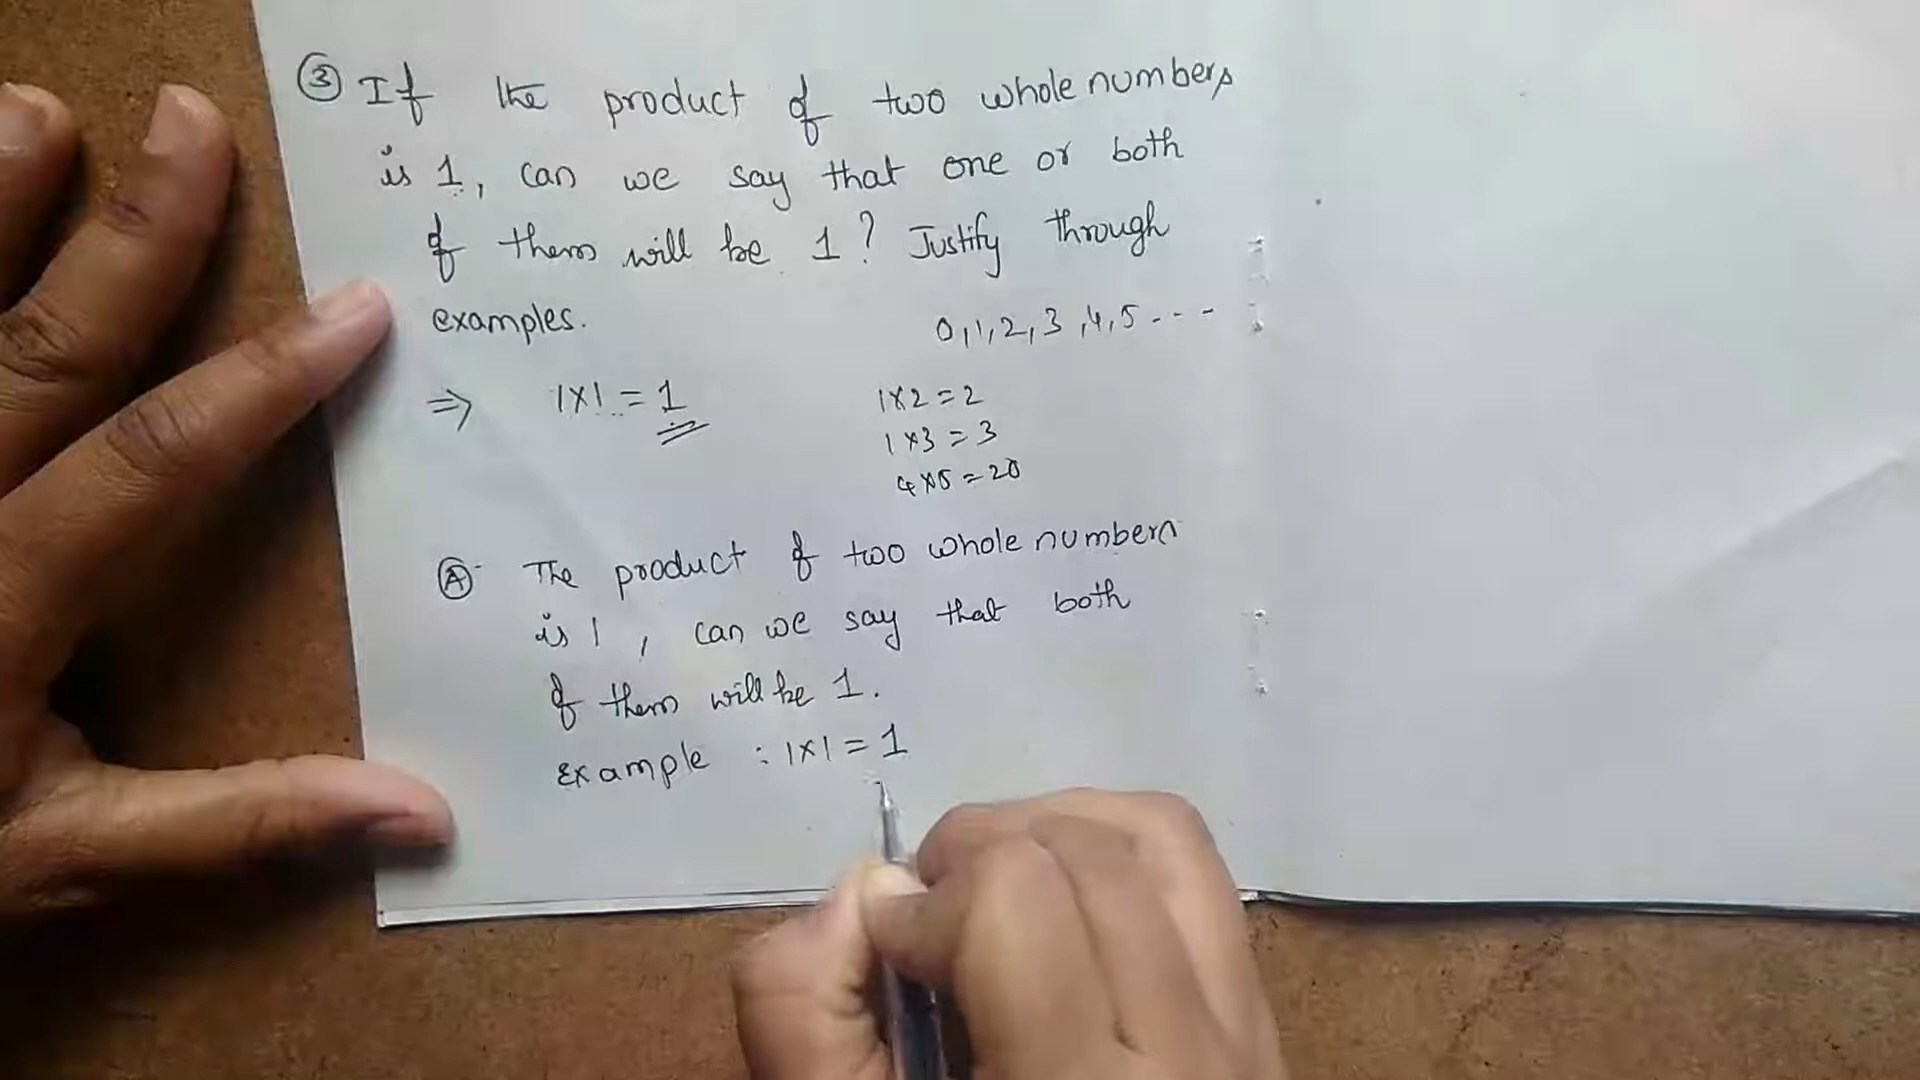 ③ If the product of two whole numbers
is 1, can we say that one or both
of them will be 1? Justify through
examples.
0,1,2,3,4,5---
⇒ 1×1 = 1
1×2=2
1×3=3
4×5=20
Ⓐ The product of two whole numbers
is 1, can we say that both
of them will be 1.
Example : 1×1 = 1